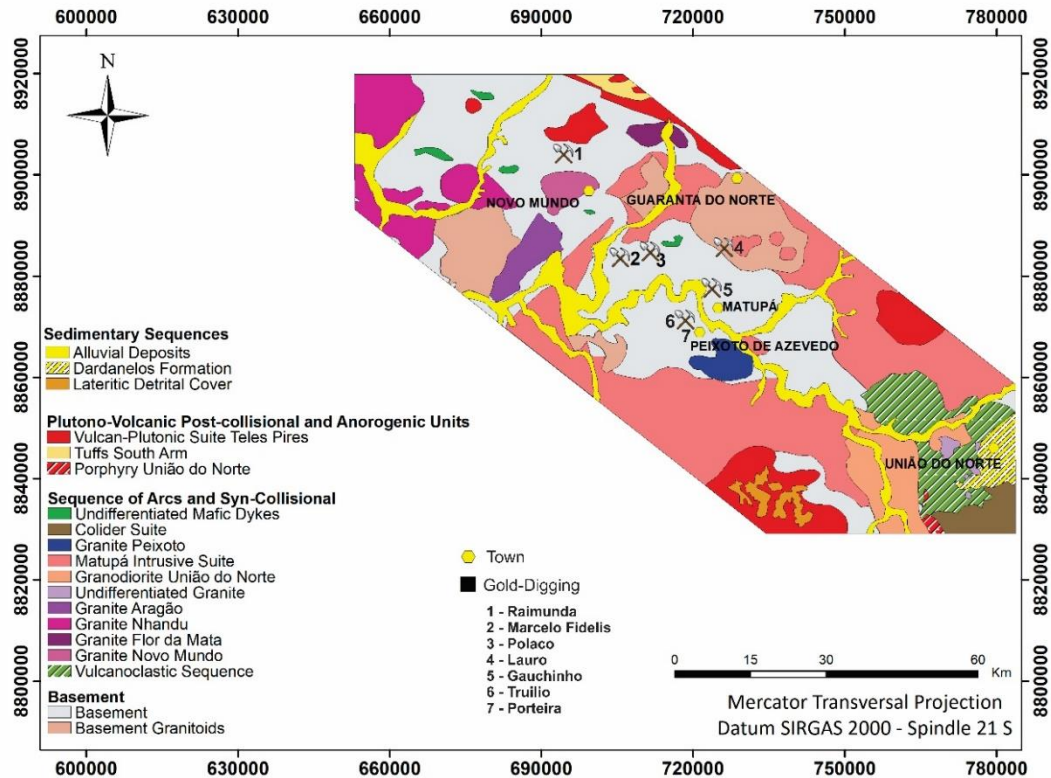 600000 630000 660000 690000 720000 750000 780000
8920000 8920000
N
8900000 8900000
8880000 8880000
8860000 8860000
8840000 8840000
8820000 8820000
8800000 8800000
1
NOVO MUNDO
GUARANTA DO NORTE
2
3
4
5
MATUPÁ
6
7
PEIXOTO DE AZEVEDO
UNIÃO DO NORTE
Sedimentary Sequences
Alluvial Deposits
Dardanelos Formation
Lateritic Detrital Cover
Plutono-Volcanic Post-collisional and Anorogenic Units
Vulcan-Plutonic Suite Teles Pires
Tuffs South Arm
Porphyry União do Norte
Sequence of Arcs and Syn-Collisional
Undifferentiated Mafic Dykes
Colider Suite
Granite Peixoto
Matupá Intrusive Suite
Granodiorite União do Norte
Undifferentiated Granite
Granite Aragão
Granite Nhandu
Granite Flor da Mata
Granite Novo Mundo
Vulcanoclastic Sequence
Basement
Basement
Basement Granitoids
Town
Gold-Digging
1 - Raimunda
2 - Marcelo Fidelis
3 - Polaco
4 - Lauro
5 - Gauchinho
6 - Truilio
7 - Porteira
0 15 30 60
Km
Mercator Transversal Projection
Datum SIRGAS 2000 - Spindle 21 S
600000 630000 660000 690000 720000 750000 780000